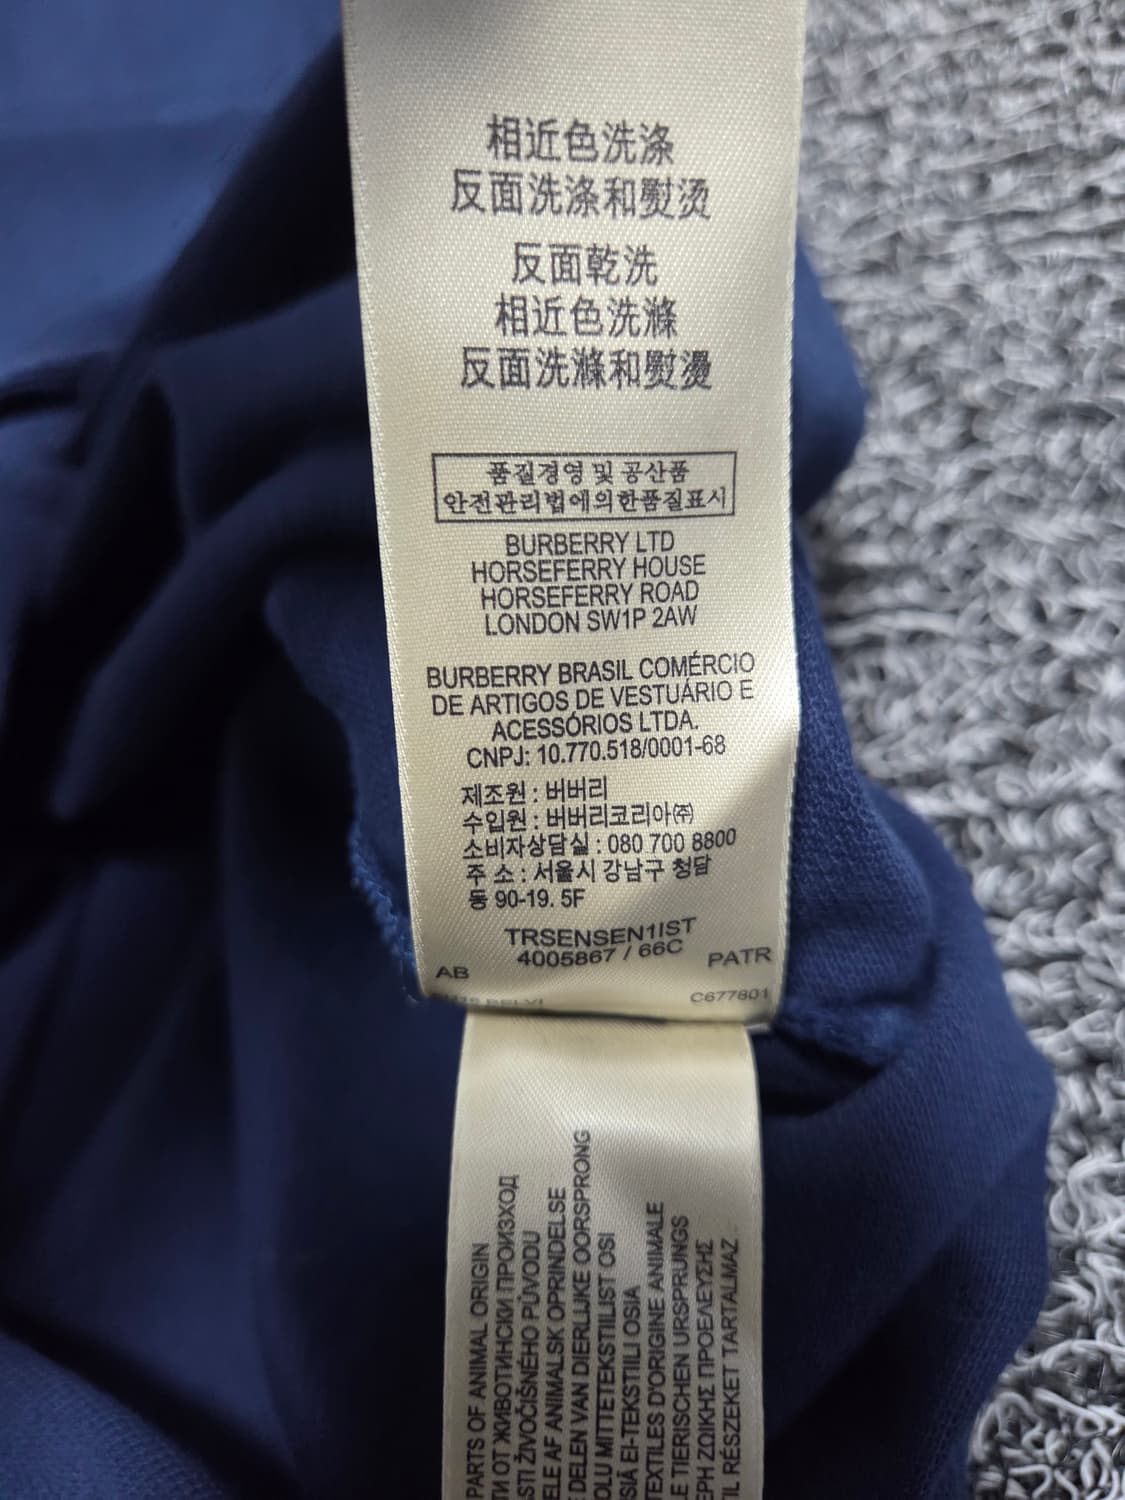 相近色洗涤
反面洗涤和熨烫
反面乾洗
相近色洗滌
反面洗滌和熨燙
품질경영 및 공산품
안전관리법에의한품질표시
BURBERRY LTD
HORSEFERRY HOUSE
HORSEFERRY ROAD
LONDON SW1P 2AW
BURBERRY BRASIL COMÉRCIO
DE ARTIGOS DE VESTUÁRIO E
ACESSÓRIOS LTDA.
CNPJ: 10.770.518/0001-68
제조원 : 버버리
수입원 : 버버리코리아㈜
소비자상담실 : 080 700 8800
주 소 : 서울시 강남구 청담
동 90-19. 5F
TRSENSEN1IST
4005867 / 66C
AB
PATR
C677801
PARTS OF ANIMAL ORIGIN
ТИ ОТ ЖИВОТИНСКИ ПРОИЗХОД
ÁSTI ŽIVOČIŠNÉHO PŮVODU
ELE AF ANIMALSK OPRINDELSE
DELEN VAN DIERLIJKE OORSPRONG
OLU MITTETEKSTIILIST OSI
SIÄ EI-TEKSTIILI OSIA
TEXTILES D'ORIGINE ANIMALE
E TIERISCHEN URSPRUNGS
ΕΡΗ ΖΩΙΚΗΣ ΠΡΟΕΛΕΥΣΗΣ
TIL RÉSZEKET TARTALMAZ